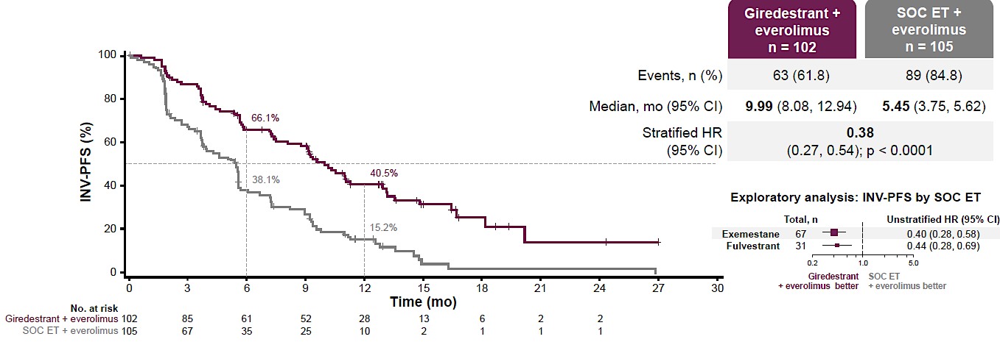 Giredestrant +
everolimus
n = 102
SOC ET +
everolimus
n = 105
Events, n (%) 63 (61.8) 89 (84.8)
Median, mo (95% CI) 9.99 (8.08, 12.94) 5.45 (3.75, 5.62)
Stratified HR
(95% CI)
0.38
(0.27, 0.54); p < 0.0001
INV-PFS (%)
100
80
60
40
20
0
66.1%
38.1%
40.5%
15.2%
0 3 6 9 12 15 18 21 24 27 30
Time (mo)
No. at risk
Giredestrant + everolimus 102 85 61 52 28 13 6 2 2
SOC ET + everolimus 105 67 35 25 10 2 1 1 1
Exploratory analysis: INV-PFS by SOC ET
Total, n Unstratified HR (95% CI)
Exemestane 67 0.40 (0.28, 0.58)
Fulvestrant 31 0.44 (0.28, 0.69)
0.2 1.0 5.0
Giredestrant
+ everolimus better
SOC ET
+ everolimus better